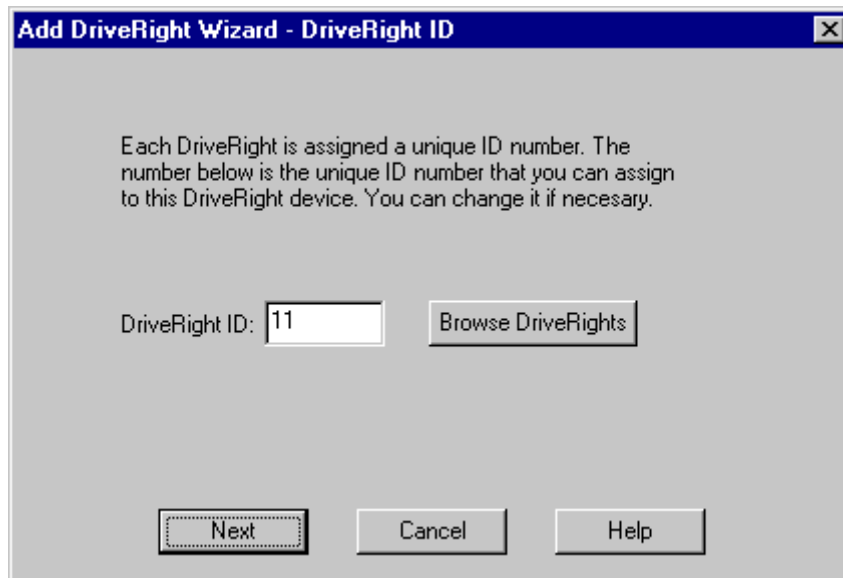 Add DriveRight Wizard - DriveRight ID
Each DriveRight is assigned a unique ID number. The
number below is the unique ID number that you can assign
to this DriveRight device. You can change it if necesary.
DriveRight ID: 11 Browse DriveRights
Next Cancel Help